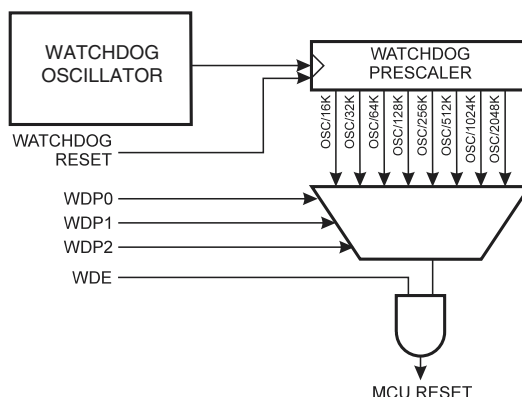 WATCHDOG
OSCILLATOR
WATCHDOG
PRESCALER
WATCHDOG
RESET
OSC/16K
OSC/32K
OSC/64K
OSC/128K
OSC/256K
OSC/512K
OSC/1024K
OSC/2048K
WDP0
WDP1
WDP2
WDE
MCU RESET